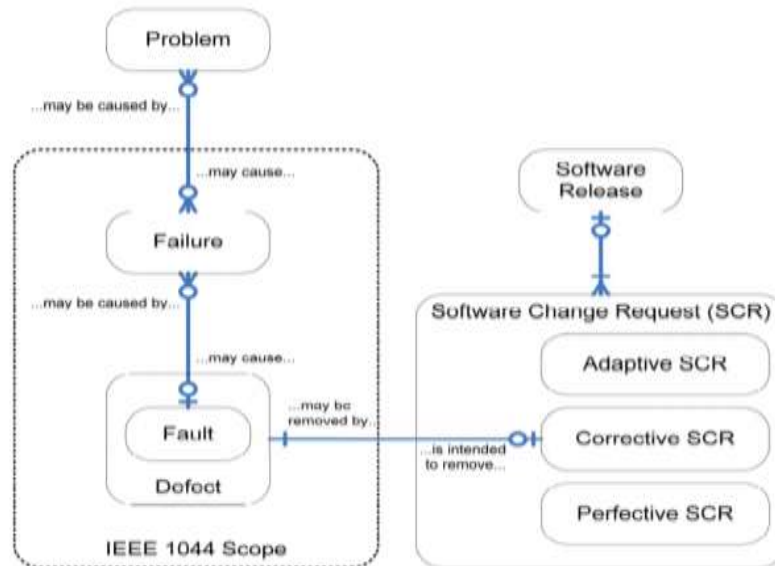 Problem
...may be caused by...
...may cause...
Software
Release
Failure
...may be caused by...
Software Change Request (SCR)
...may cause...
Adaptive SCR
...may be
removed by...
Fault
Corrective SCR
...is intended
to remove...
Defect
Perfective SCR
IEEE 1044 Scope